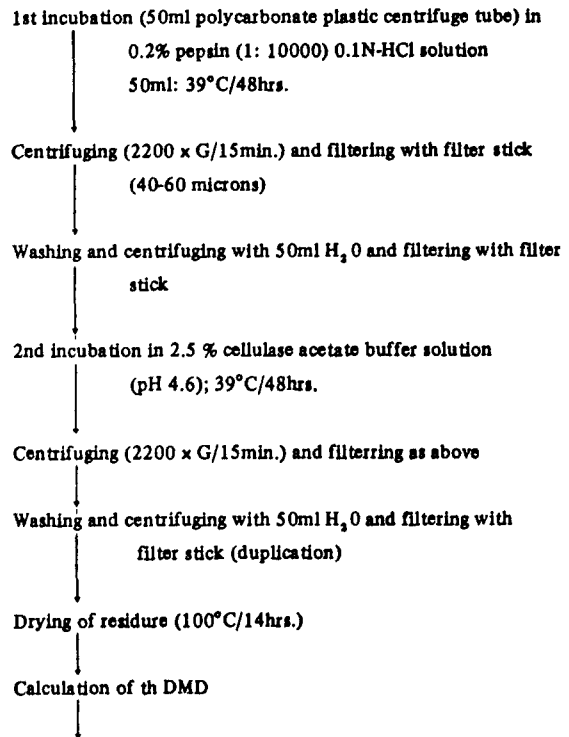 1st incubation (50ml polycarbonate plastic centrifuge tube) in
0.2% pepsin (1: 10000) 0.1N-HCl solution
50ml: 39°C/48hrs.
Centrifuging (2200 x G/15min.) and filtering with filter stick
(40-60 microns)
Washing and centrifuging with 50ml H₂0 and filtering with filter
stick
2nd incubation in 2.5 % cellulase acetate buffer solution
(pH 4.6); 39°C/48hrs.
Centrifuging (2200 x G/15min.) and filterring as above
Washing and centrifuging with 50ml H₂0 and filtering with
filter stick (duplication)
Drying of residure (100°C/14hrs.)
Calculation of th DMD